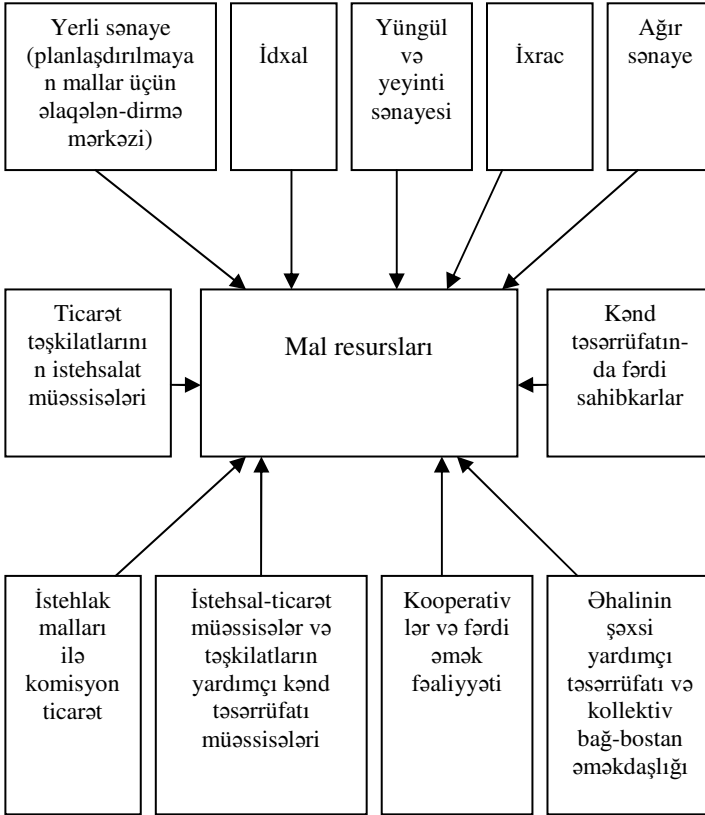 Yerli sənaye
(planlaşdırılmaya
n mallar üçün
əlaqələn-dirmə
mərkəzi)
İdxal
Yüngül
və
yeyinti
sənayesi
İxrac
Ağır
sənaye
Ticarət
təşkilatlarını
n istehsalat
müəssisələri
Mal resursları
Kənd
təsərrüfatın-
da fərdi
sahibkarlar
İstehlak
malları
ilə
komisyon
ticarət
İstehsal-ticarət
müəssisələr və
təşkilatların
yardımçı kənd
təsərrüfatı
müəssisələri
Kooperativ
lər və fərdi
əmək
fəaliyyəti
Əhalinin
şəxsi
yardımçı
təsərrüfatı və
kollektiv
bağ-bostan
əməkdaşlığı